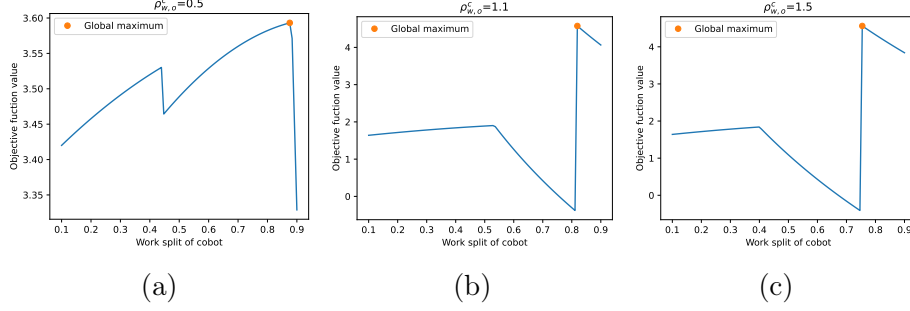 ρ^c_{w,o}=0.5
Global maximum
Objective fuction value
3.60
3.55
3.50
3.45
3.40
3.35
0.1 0.2 0.3 0.4 0.5 0.6 0.7 0.8 0.9
Work split of cobot
(a)
ρ^c_{w,o}=1.1
Global maximum
Objective fuction value
4
3
2
1
0
0.1 0.2 0.3 0.4 0.5 0.6 0.7 0.8 0.9
Work split of cobot
(b)
ρ^c_{w,o}=1.5
Global maximum
Objective fuction value
4
3
2
1
0
0.1 0.2 0.3 0.4 0.5 0.6 0.7 0.8 0.9
Work split of cobot
(c)